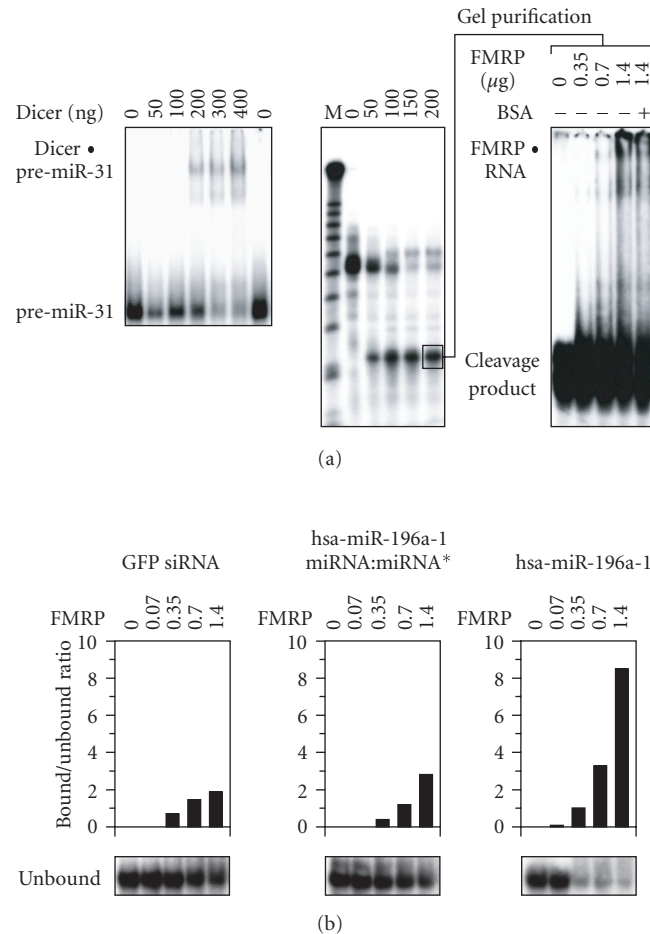 Gel purification
FMRP (µg) 0 0.35 0.7 1.4 1.4
BSA – – – – +
Dicer (ng) 0 50 100 200 300 400 0
M 0 50 100 150 200
Dicer •
pre-miR-31
FMRP •
RNA
pre-miR-31
Cleavage
product
(a)
GFP siRNA
hsa-miR-196a-1
miRNA:miRNA*
hsa-miR-196a-1
FMRP 0 0.07 0.35 0.7 1.4
FMRP 0 0.07 0.35 0.7 1.4
FMRP 0 0.07 0.35 0.7 1.4
Bound/unbound ratio
10
8
6
4
2
0
10
8
6
4
2
0
10
8
6
4
2
0
Unbound
(b)